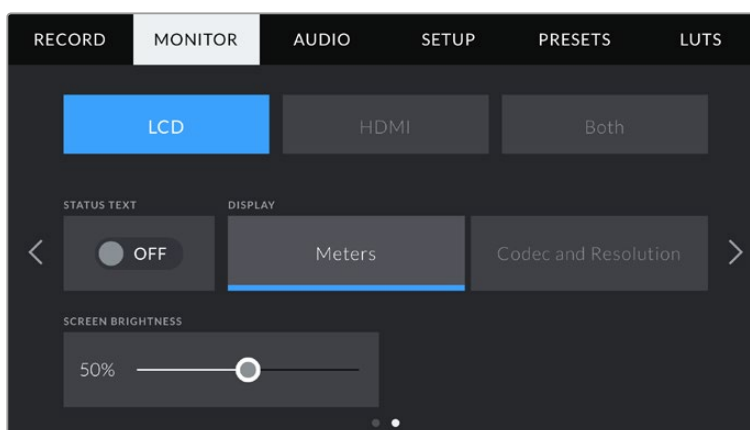 RECORD MONITOR AUDIO SETUP PRESETS LUTS
LCD HDMI Both
STATUS TEXT DISPLAY
OFF Meters Codec and Resolution
SCREEN BRIGHTNESS
50%